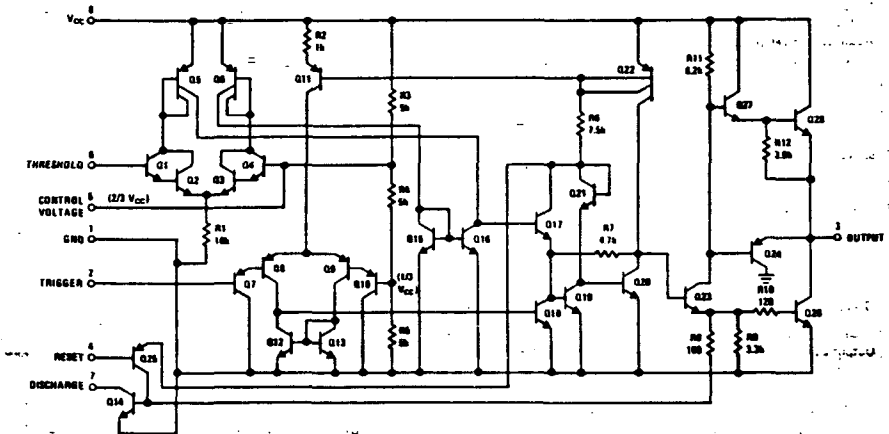 8
VCC
R2
1k
R11
6.2k
Q5
Q6
Q11
Q22
Q27
R3
5k
R6
7.5k
Q28
R12
3.9k
6
THRESHOLD
Q1
Q2
Q3
Q4
CONTROL
VOLTAGE
5
(2/3 VCC)
R4
5k
Q21
Q17
R7
4.7k
Q15
Q16
R1
10k
1
GND
3
OUTPUT
2
TRIGGER
Q7
Q8
Q9
Q10
(1/3
VCC)
Q24
Q20
Q23
R10
120
Q26
Q18
Q19
4
RESET
Q25
Q12
Q13
R5
5k
R8
100
R9
3.3k
7
DISCHARGE
Q14